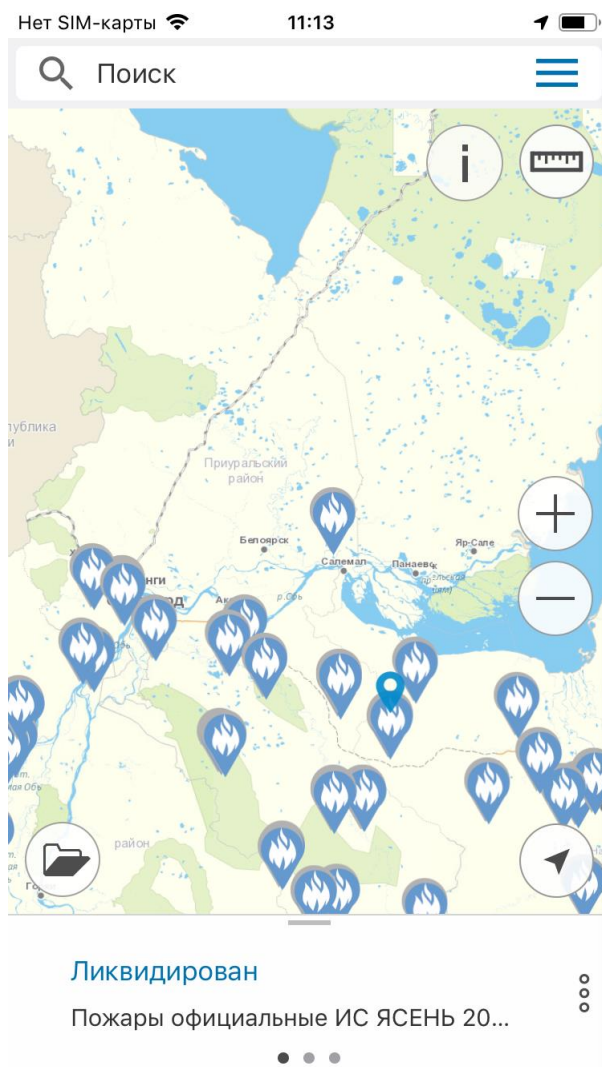 Нет SIM-карты
11:13
Поиск
i
Приуральский
район
Белоярск
Яр-Сале
Салемал
Панаевск
р.Обь
район
Ликвидирован
Пожары официальные ИС ЯСЕНЬ 20...